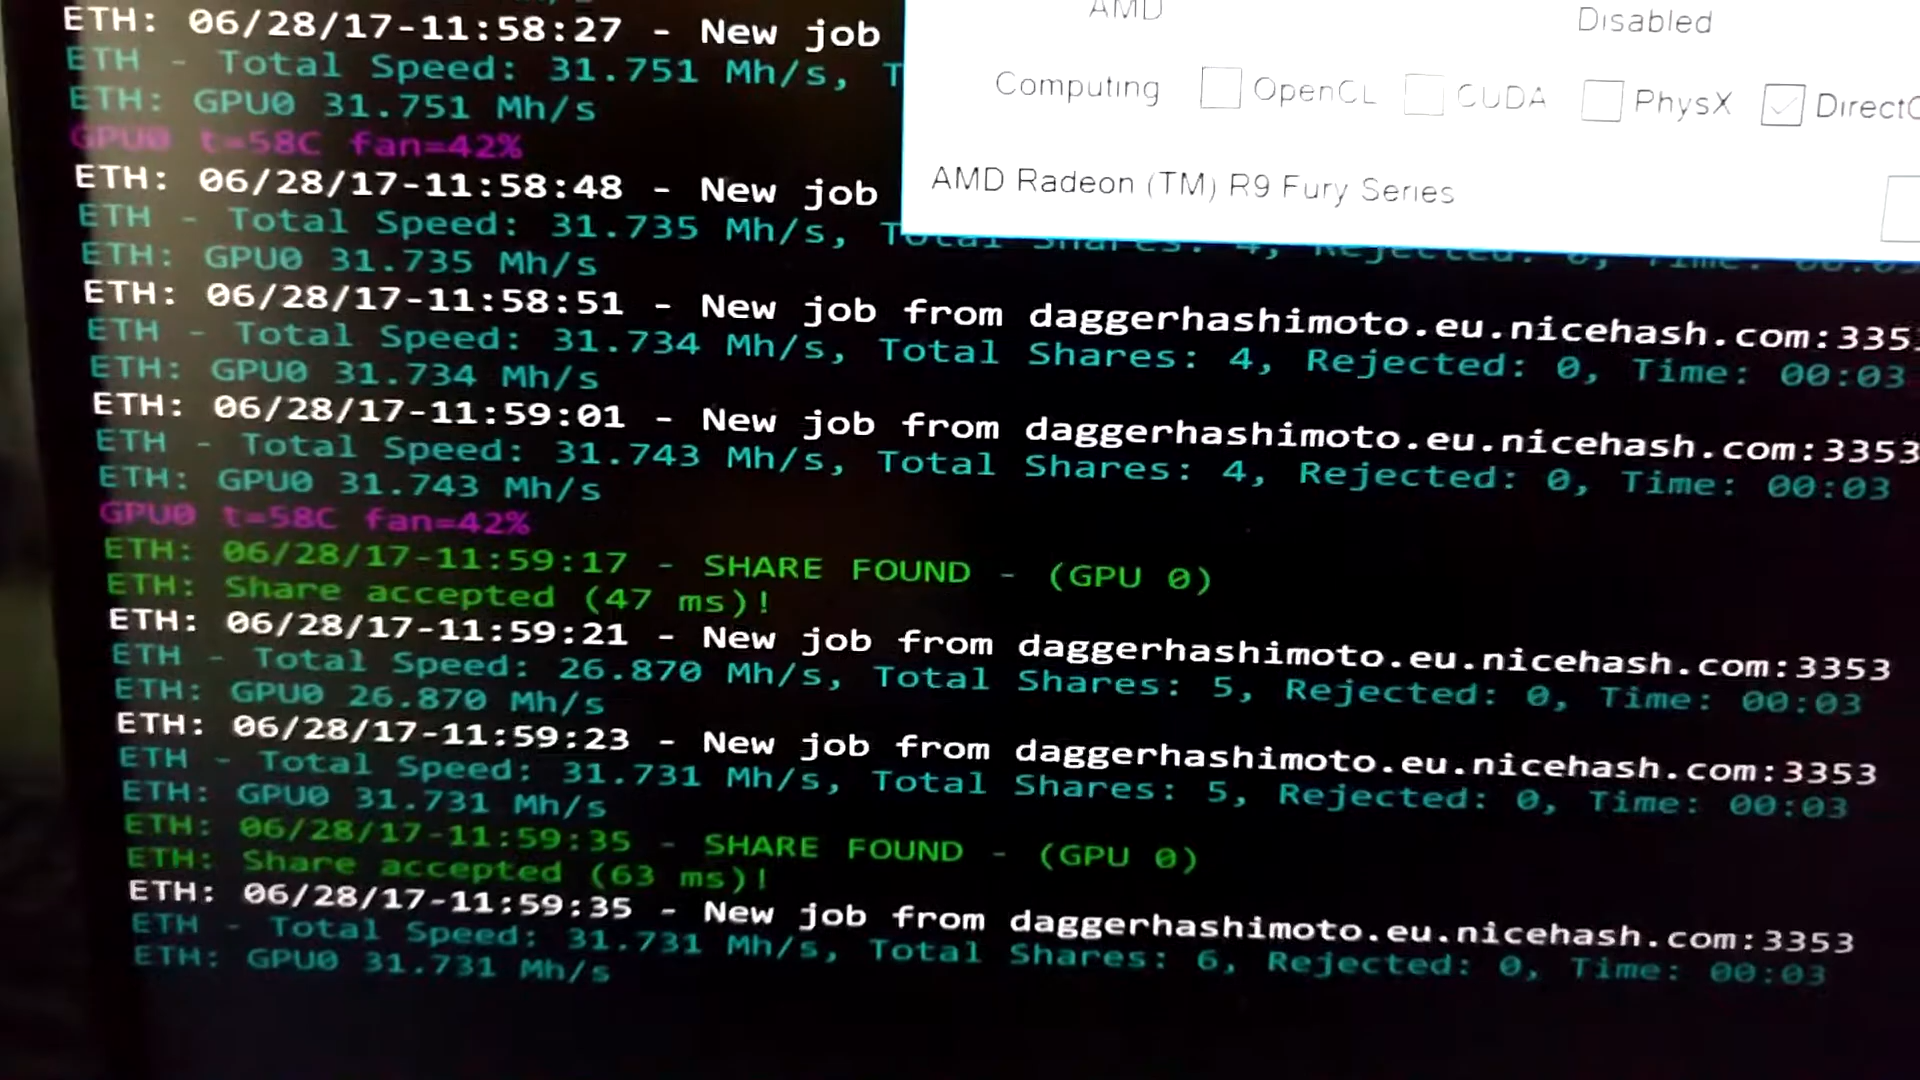 ETH: 06/28/17-11:58:27 - New job
ETH - Total Speed: 31.751 Mh/s, T
ETH: GPU0 31.751 Mh/s
GPU0 t=58C fan=42%
ETH: 06/28/17-11:58:48 - New job
ETH - Total Speed: 31.735 Mh/s, Total Shares: 4, Rejected: 0, Time: 00:03
ETH: GPU0 31.735 Mh/s
ETH: 06/28/17-11:58:51 - New job from daggerhashimoto.eu.nicehash.com:3353
ETH - Total Speed: 31.734 Mh/s, Total Shares: 4, Rejected: 0, Time: 00:03
ETH: GPU0 31.734 Mh/s
ETH: 06/28/17-11:59:01 - New job from daggerhashimoto.eu.nicehash.com:3353
ETH - Total Speed: 31.743 Mh/s, Total Shares: 4, Rejected: 0, Time: 00:03
ETH: GPU0 31.743 Mh/s
GPU0 t=58C fan=42%
ETH: 06/28/17-11:59:17 - SHARE FOUND - (GPU 0)
ETH: Share accepted (47 ms)!
ETH: 06/28/17-11:59:21 - New job from daggerhashimoto.eu.nicehash.com:3353
ETH - Total Speed: 26.870 Mh/s, Total Shares: 5, Rejected: 0, Time: 00:03
ETH: GPU0 26.870 Mh/s
ETH: 06/28/17-11:59:23 - New job from daggerhashimoto.eu.nicehash.com:3353
ETH - Total Speed: 31.731 Mh/s, Total Shares: 5, Rejected: 0, Time: 00:03
ETH: GPU0 31.731 Mh/s
ETH: 06/28/17-11:59:35 - SHARE FOUND - (GPU 0)
ETH: Share accepted (63 ms)!
ETH: 06/28/17-11:59:35 - New job from daggerhashimoto.eu.nicehash.com:3353
ETH - Total Speed: 31.731 Mh/s, Total Shares: 6, Rejected: 0, Time: 00:03
ETH: GPU0 31.731 Mh/s
AMD Disabled
Computing OpenCL CUDA PhysX DirectC
AMD Radeon (TM) R9 Fury Series